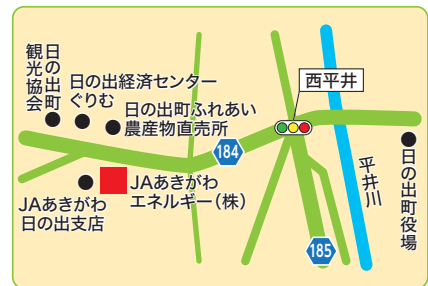 日の出町
観光協会
日の出経済センター
ぐりむ
日の出町ふれあい
農産物直売所
西平井
184
JAあきがわ
エネルギー(株)
JAあきがわ
日の出支店
平井川
日の出町役場
185